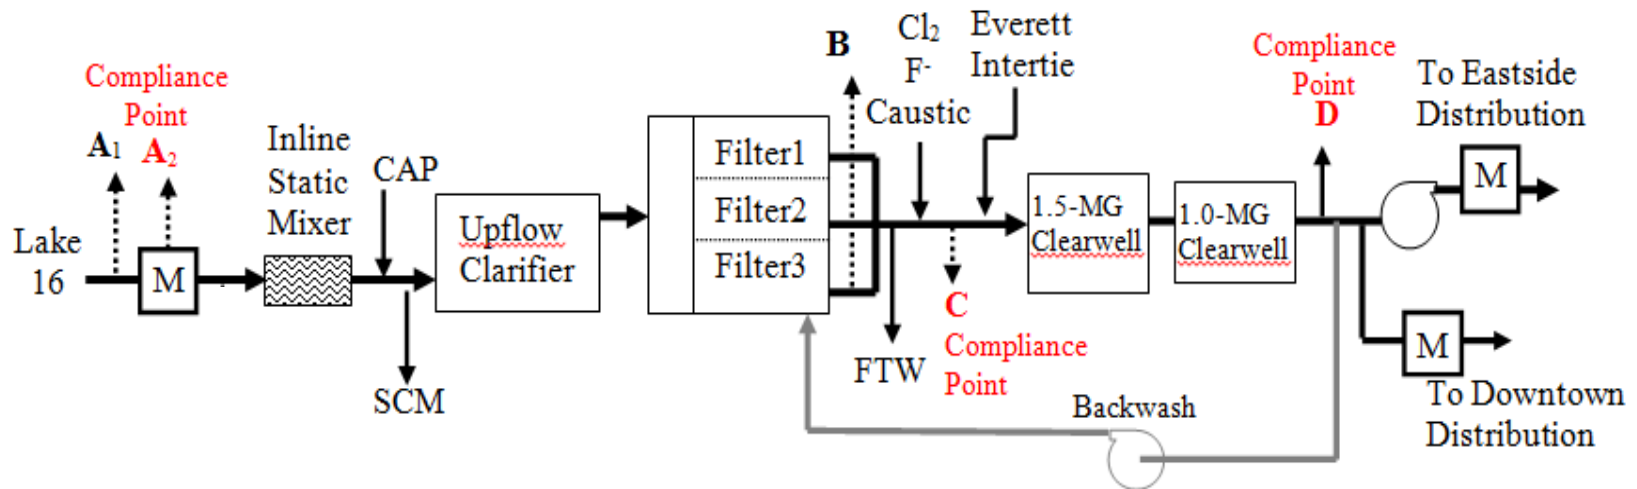 Lake
16
A1
Compliance
Point
A2
M
Inline
Static
Mixer
CAP
SCM
Upflow
Clarifier
Filter1
Filter2
Filter3
B
Cl2
F-
Caustic
FTW
Everett
Intertie
C
Compliance
Point
1.5-MG
Clearwell
1.0-MG
Clearwell
Compliance
Point
D
To Eastside
Distribution
M
M
To Downtown
Distribution
Backwash